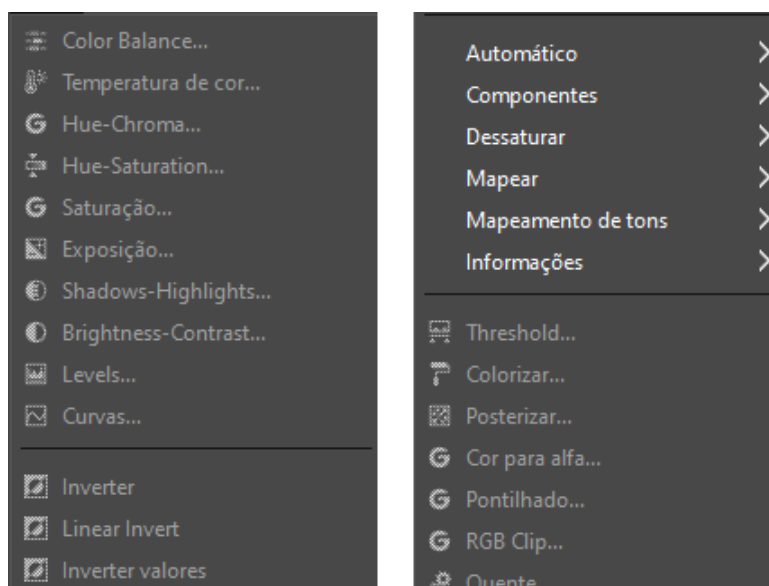 Color Balance...
Temperatura de cor...
Hue-Chroma...
Hue-Saturation...
Saturação...
Exposição...
Shadows-Highlights...
Brightness-Contrast...
Levels...
Curvas...
Inverter
Linear Invert
Inverter valores
Automático
Componentes
Dessaturar
Mapear
Mapeamento de tons
Informações
Threshold...
Colorizar...
Posterizar...
Cor para alfa...
Pontilhado...
RGB Clip...
Quente